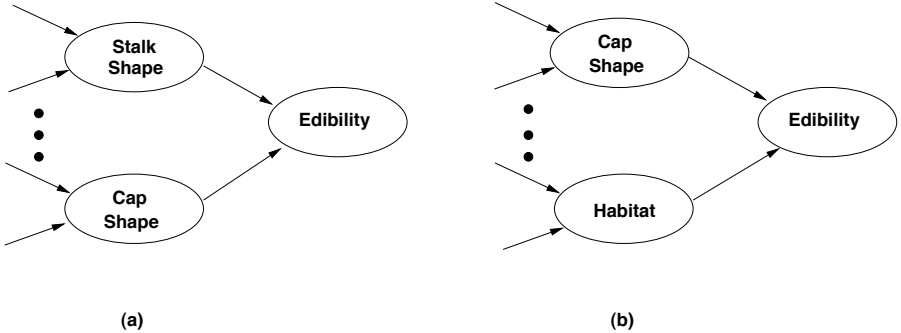 Stalk
Shape
Edibility
Cap
Shape
(a)
Cap
Shape
Edibility
Habitat
(b)